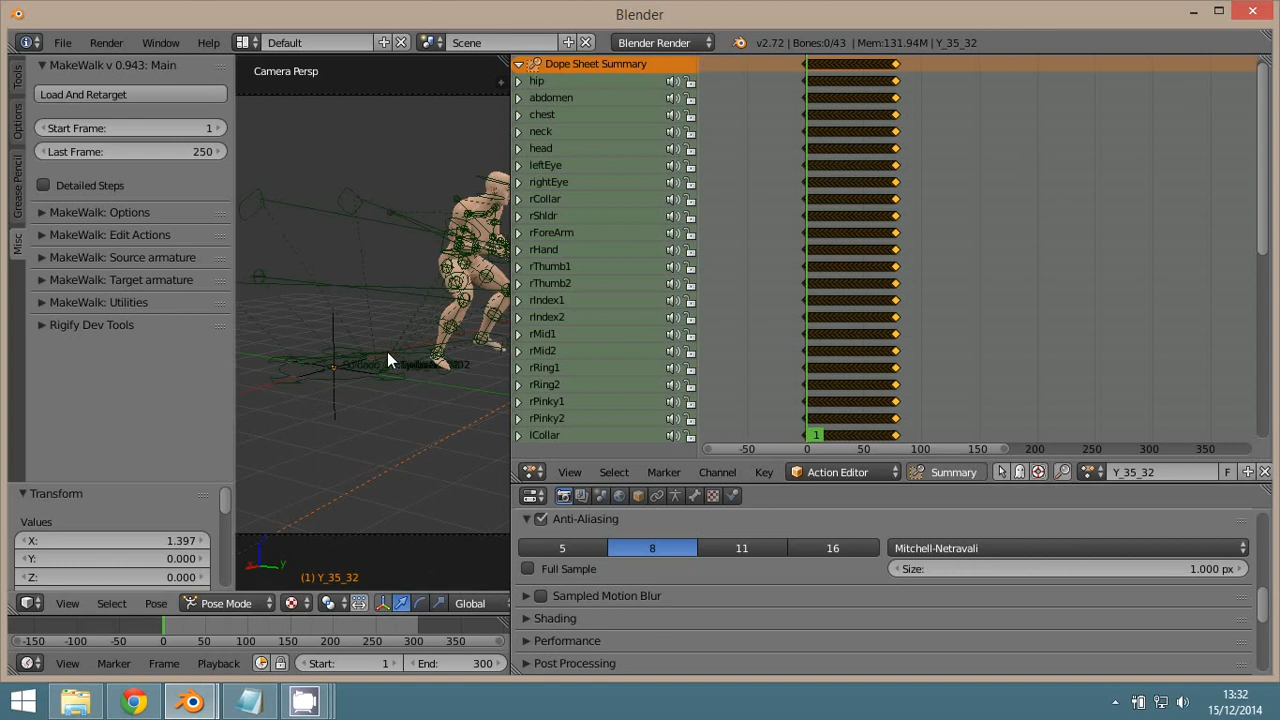 Blender
File Render Window Help Default Scene Blender Render v2.72 | Bones:0/43 | Mem:131.94M | Y_35_32
Tools
Options
Grease Pencil
Misc
MakeWalk v 0.943: Main
Load And Retarget
Start Frame: 1
Last Frame: 250
Detailed Steps
MakeWalk: Options
MakeWalk: Edit Actions
MakeWalk: Source armature
MakeWalk: Target armature
MakeWalk: Utilities
Rigify Dev Tools
Transform
Values
X: 1.397
Y: 0.000
Z: 0.000
Camera Persp
(1) Y_35_32
View Select Pose Pose Mode Global
-150 -100 -50 0 50 100 150 200 250 300 350
View Marker Frame Playback Start: 1 End: 300
Dope Sheet Summary
hip
abdomen
chest
neck
head
leftEye
rightEye
rCollar
rShldr
rForeArm
rHand
rThumb1
rThumb2
rIndex1
rIndex2
rMid1
rMid2
rRing1
rRing2
rPinky1
rPinky2
lCollar
1
-50 0 50 100 150 200 250 300 350
View Select Marker Channel Key Action Editor Summary Y_35_32 F
Anti-Aliasing
5 8 11 16 Mitchell-Netravali
Full Sample Size: 1.000 px
Sampled Motion Blur
Shading
Performance
Post Processing
13:32
15/12/2014